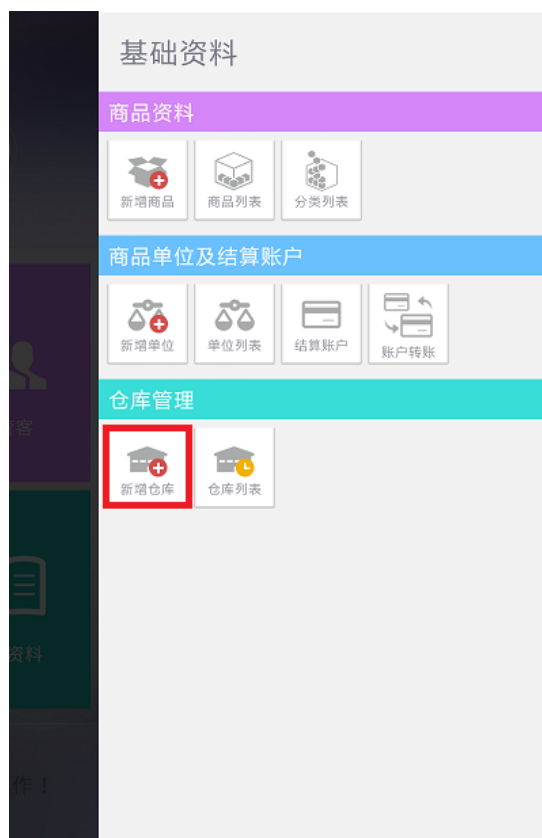 基础资料
商品资料
新增商品 商品列表 分类列表
商品单位及结算账户
新增单位 单位列表 结算账户 账户转账
仓库管理
新增仓库 仓库列表
客
资料
作！